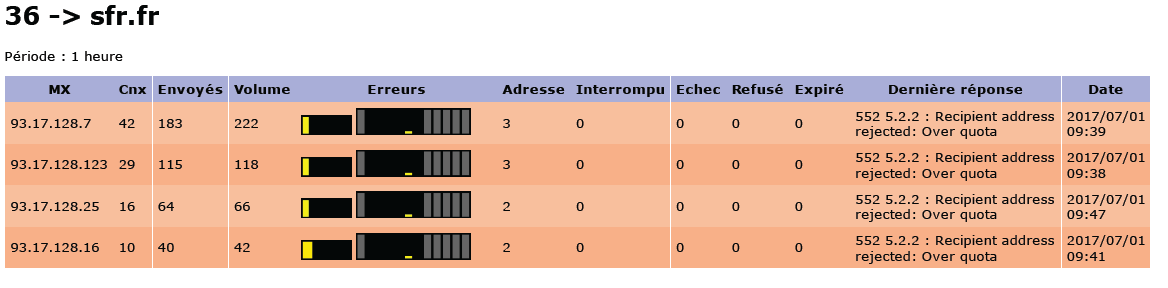 36 -> sfr.fr
Période : 1 heure
MX Cnx Envoyés Volume Erreurs Adresse Interrompu Echec Refusé Expiré Dernière réponse Date
93.17.128.7 42 183 222 3 0 0 0 0 552 5.2.2 : Recipient address 2017/07/01
rejected: Over quota 09:39
93.17.128.123 29 115 118 3 0 0 0 0 552 5.2.2 : Recipient address 2017/07/01
rejected: Over quota 09:38
93.17.128.25 16 64 66 2 0 0 0 0 552 5.2.2 : Recipient address 2017/07/01
rejected: Over quota 09:47
93.17.128.16 10 40 42 2 0 0 0 0 552 5.2.2 : Recipient address 2017/07/01
rejected: Over quota 09:41